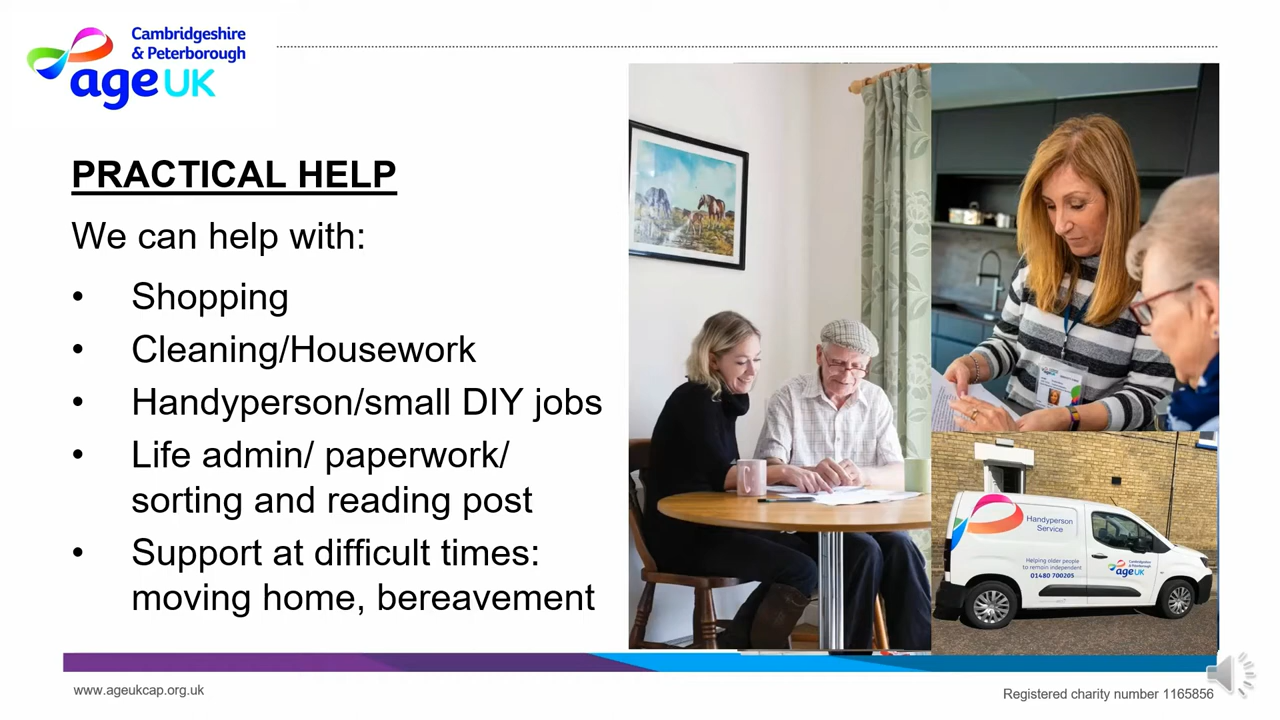 Cambridgeshire
& Peterborough
age UK
PRACTICAL HELP
We can help with:
• Shopping
• Cleaning/Housework
• Handyperson/small DIY jobs
• Life admin/ paperwork/
sorting and reading post
• Support at difficult times:
moving home, bereavement
Handyperson
Service
Helping older people
to remain independent
01480 700205
Cambridgeshire
& Peterborough
age UK
www.ageukcap.org.uk
Registered charity number 1165856